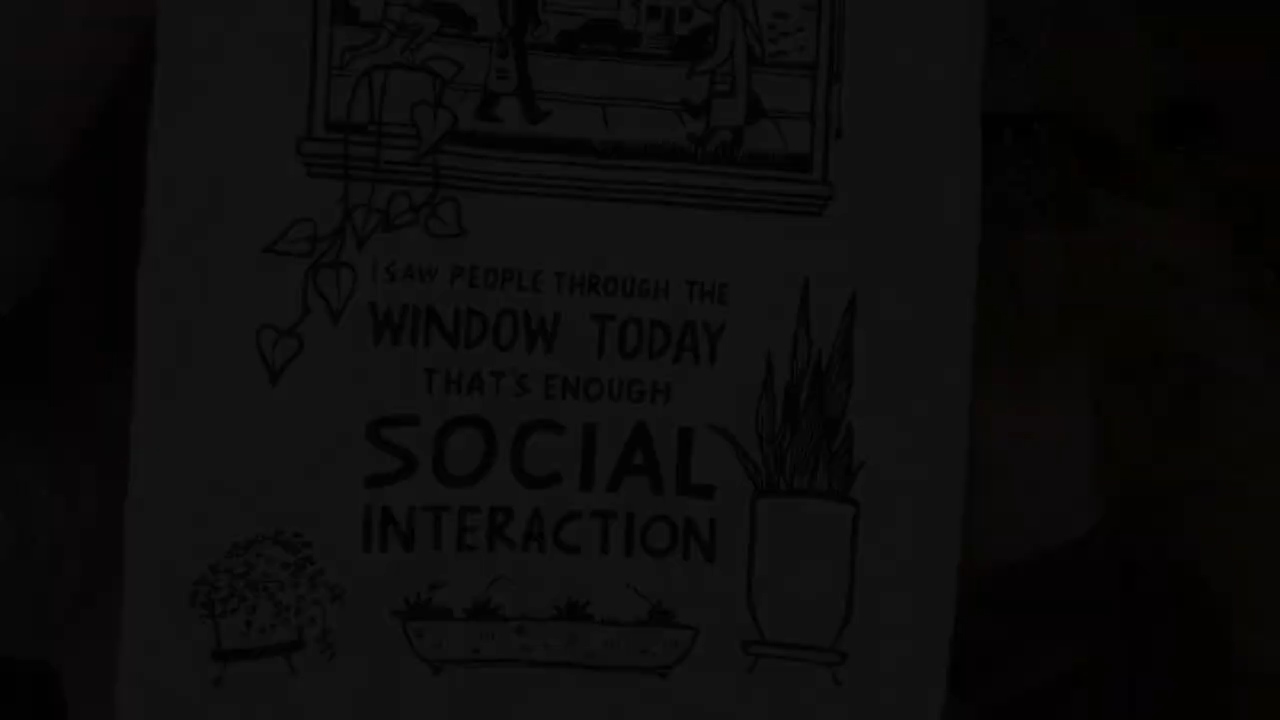 I SAW PEOPLE THROUGH THE
WINDOW TODAY
THAT'S ENOUGH
SOCIAL
INTERACTION